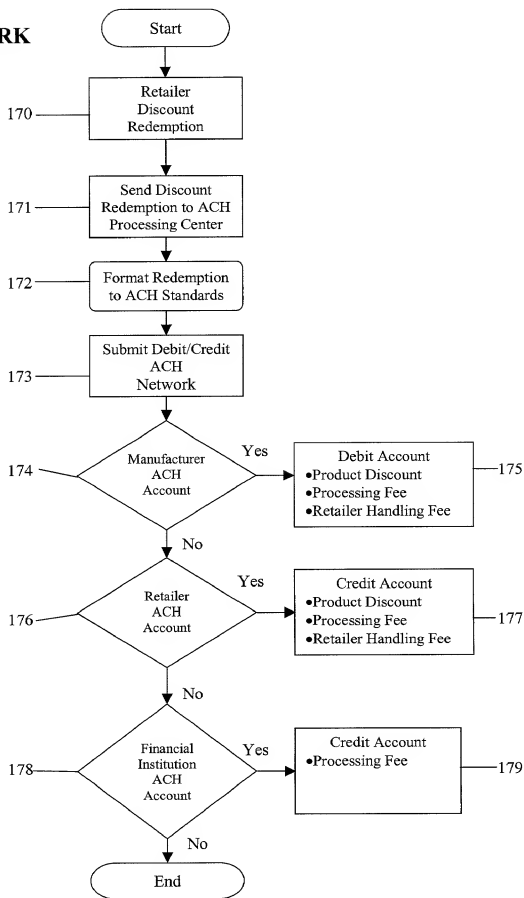 RK
Start
170
Retailer
Discount
Redemption
171
Send Discount
Redemption to ACH
Processing Center
172
Format Redemption
to ACH Standards
173
Submit Debit/Credit
ACH
Network
174
Manufacturer
ACH
Account
Yes
Debit Account
•Product Discount
•Processing Fee
•Retailer Handling Fee
175
No
176
Retailer
ACH
Account
Yes
Credit Account
•Product Discount
•Processing Fee
•Retailer Handling Fee
177
No
178
Financial
Institution
ACH
Account
Yes
Credit Account
•Processing Fee
179
No
End